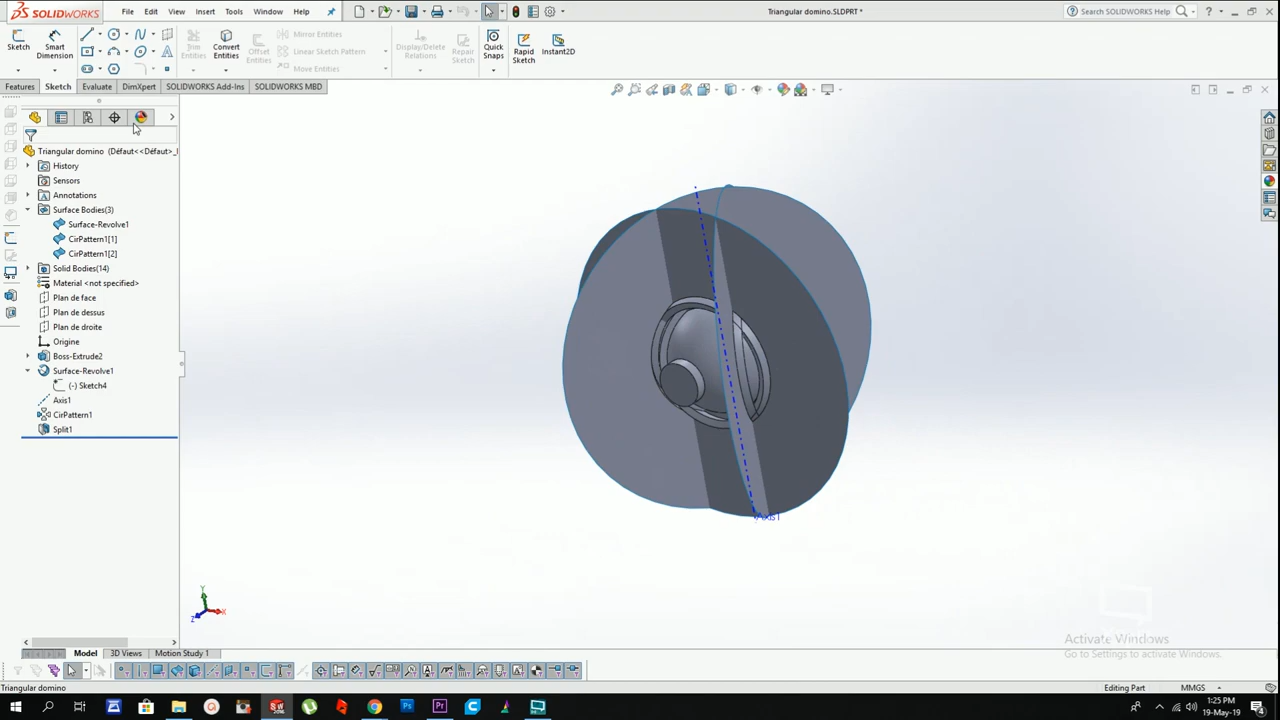 SOLIDWORKS
File
Edit
View
Insert
Tools
Window
Help
Triangular domino.SLDPRT *
Search SOLIDWORKS Help
Sketch
Smart Dimension
Trim Entities
Convert Entities
Offset Entities
Mirror Entities
Linear Sketch Pattern
Move Entities
Display/Delete Relations
Repair Sketch
Quick Snaps
Rapid Sketch
Instant2D
Features
Sketch
Evaluate
DimXpert
SOLIDWORKS Add-Ins
SOLIDWORKS MBD
Triangular domino (Défaut<<Défaut>_
History
Sensors
Annotations
Surface Bodies(3)
Surface-Revolve1
CirPattern1[1]
CirPattern1[2]
Solid Bodies(14)
Material <not specified>
Plan de face
Plan de dessus
Plan de droite
Origine
Boss-Extrude2
Surface-Revolve1
(-) Sketch4
Axis1
CirPattern1
Split1
Axis1
Y
X
Z
Activate Windows
Go to Settings to activate Windows.
Model
3D Views
Motion Study 1
Triangular domino
Editing Part
MMGS
1:25 PM
19-May-19